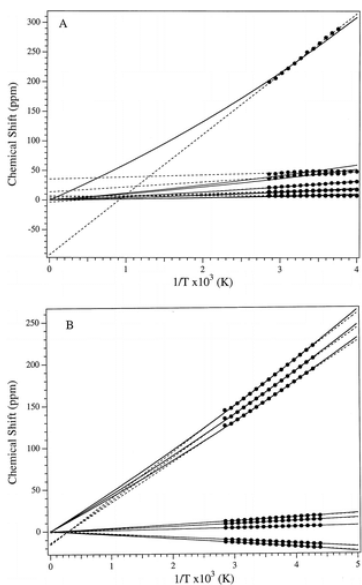 A
300
250
200
150
100
50
0
-50
Chemical Shift (ppm)
0 1 2 3 4
1/T x10³ (K)
B
250
200
150
100
50
0
Chemical Shift (ppm)
0 1 2 3 4 5
1/T x10³ (K)